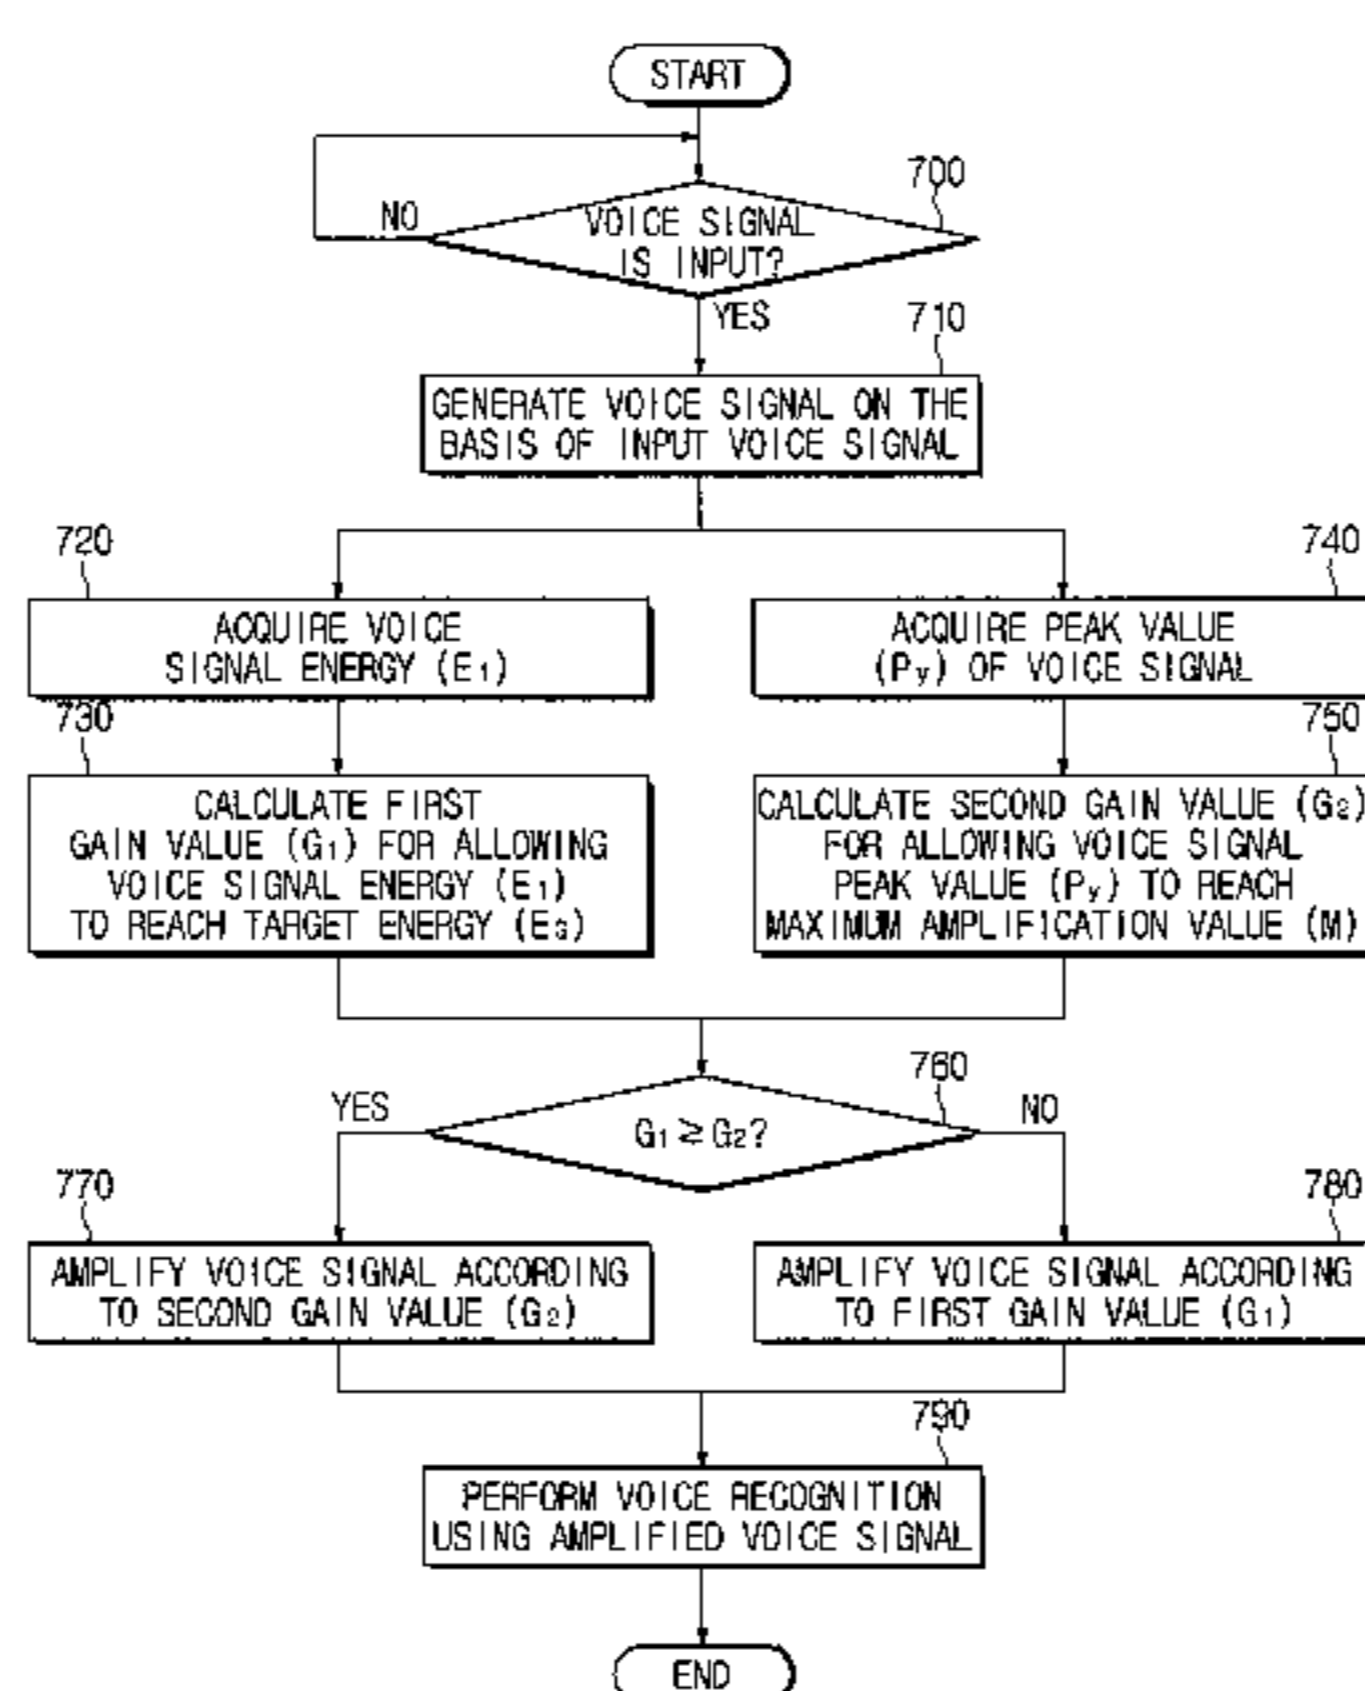 START
700
NO
VOICE SIGNAL
IS INPUT?
YES
710
GENERATE VOICE SIGNAL ON THE
BASIS OF INPUT VOICE SIGNAL
720
740
ACQUIRE VOICE
SIGNAL ENERGY (E1)
ACQUIRE PEAK VALUE
(Py) OF VOICE SIGNAL
730
750
CALCULATE FIRST
GAIN VALUE (G1) FOR ALLOWING
VOICE SIGNAL ENERGY (E1)
TO REACH TARGET ENERGY (Es)
CALCULATE SECOND GAIN VALUE (G2)
FOR ALLOWING VOICE SIGNAL
PEAK VALUE (Py) TO REACH
MAXIMUM AMPLIFICATION VALUE (M)
760
YES
NO
G1 ≥ G2?
770
780
AMPLIFY VOICE SIGNAL ACCORDING
TO SECOND GAIN VALUE (G2)
AMPLIFY VOICE SIGNAL ACCORDING
TO FIRST GAIN VALUE (G1)
790
PERFORM VOICE RECOGNITION
USING AMPLIFIED VOICE SIGNAL
END